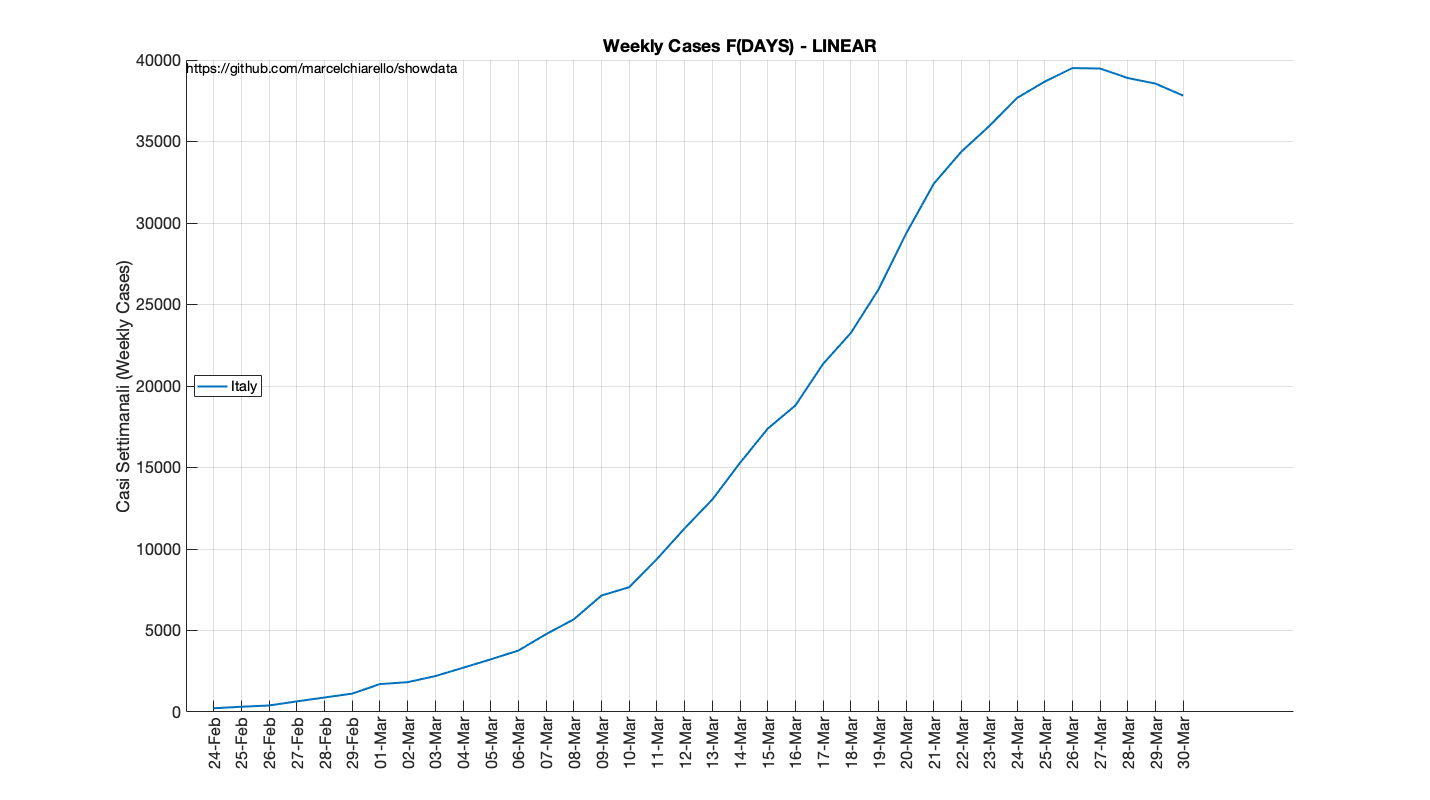 Weekly Cases F(DAYS) - LINEAR
https://github.com/marcelchiarello/showdata
Casi Settimanali (Weekly Cases)
40000
35000
30000
25000
20000
15000
10000
5000
0
Italy
24-Feb
25-Feb
26-Feb
27-Feb
28-Feb
29-Feb
01-Mar
02-Mar
03-Mar
04-Mar
05-Mar
06-Mar
07-Mar
08-Mar
09-Mar
10-Mar
11-Mar
12-Mar
13-Mar
14-Mar
15-Mar
16-Mar
17-Mar
18-Mar
19-Mar
20-Mar
21-Mar
22-Mar
23-Mar
24-Mar
25-Mar
26-Mar
27-Mar
28-Mar
29-Mar
30-Mar